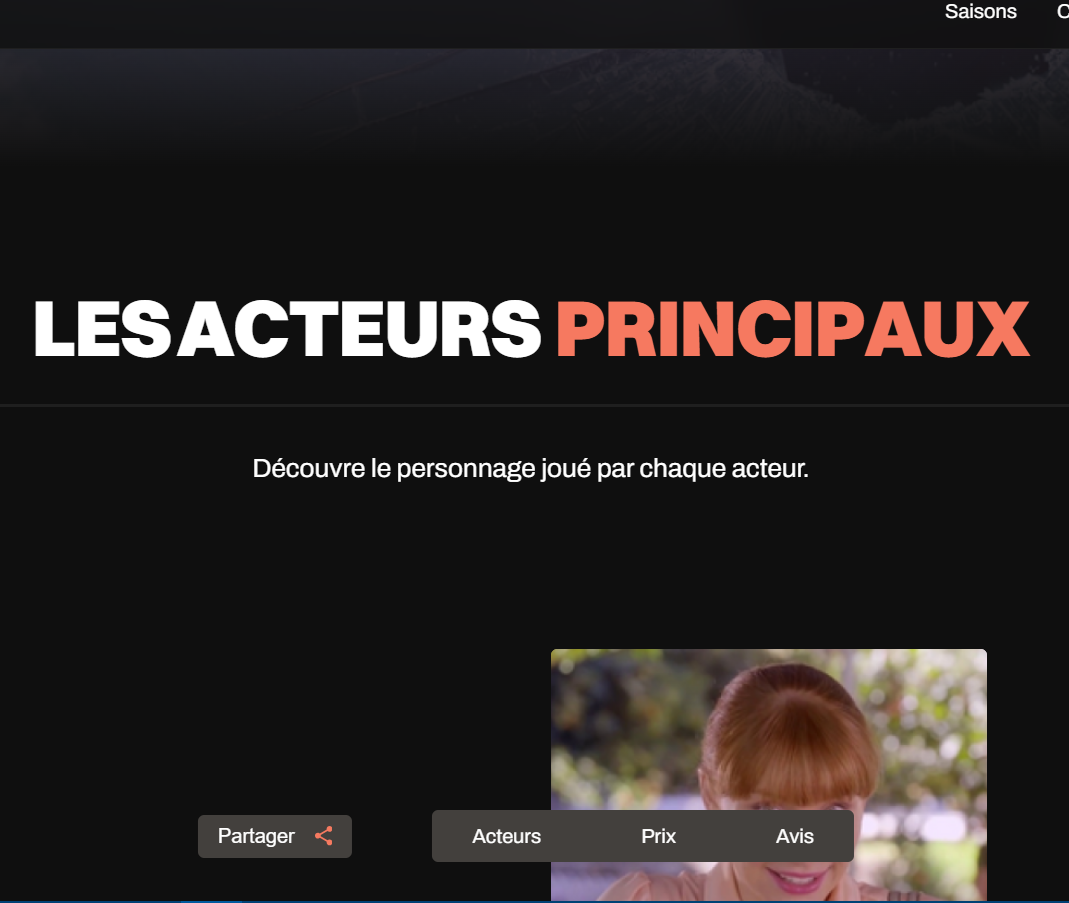 Saisons
LES ACTEURS PRINCIPAUX
Découvre le personnage joué par chaque acteur.
Partager
Acteurs Prix Avis